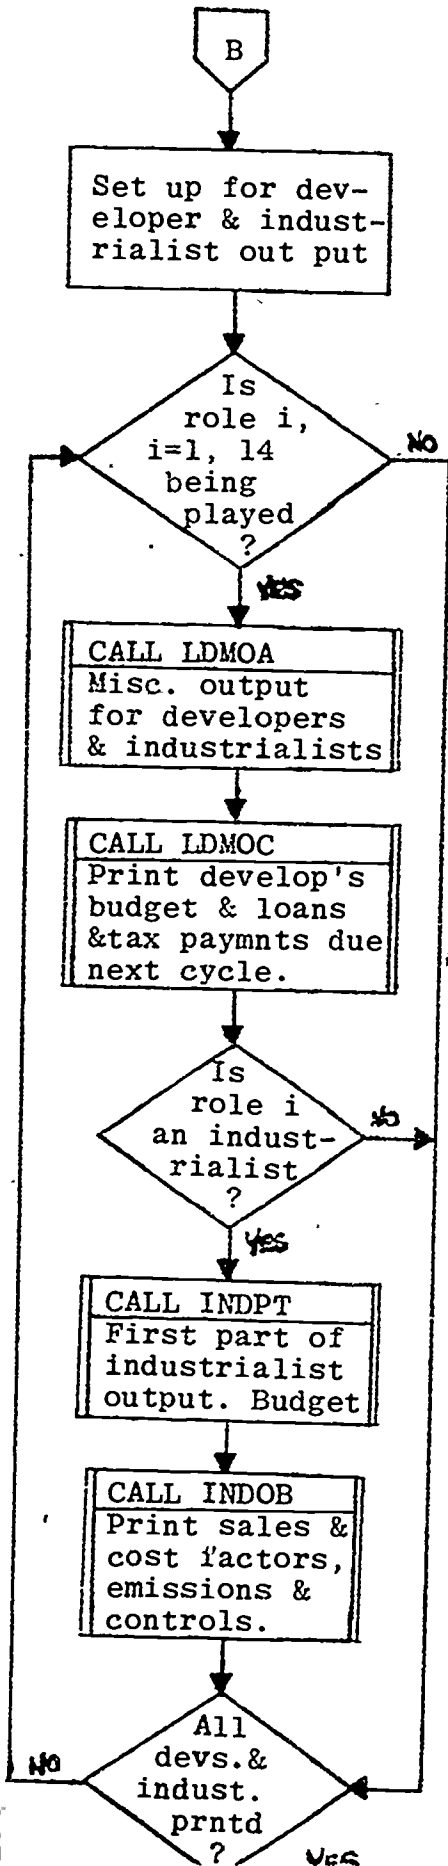 B
Set up for dev-
eloper & indust-
rialist out put
Is
role i,
i=1, 14
being
played
?
NO
YES
CALL LDMOA
Misc. output
for developers
& industrialists
CALL LDMOC
Print develop's
budget & loans
&tax paymnts due
next cycle.
Is
role i
an indust-
rialist
?
YES
CALL INDPT
First part of
industrialist
output. Budget
CALL INDOB
Print sales &
cost factors,
emissions &
controls.
All
devs.&
indust.
prntd
?
NO
YES